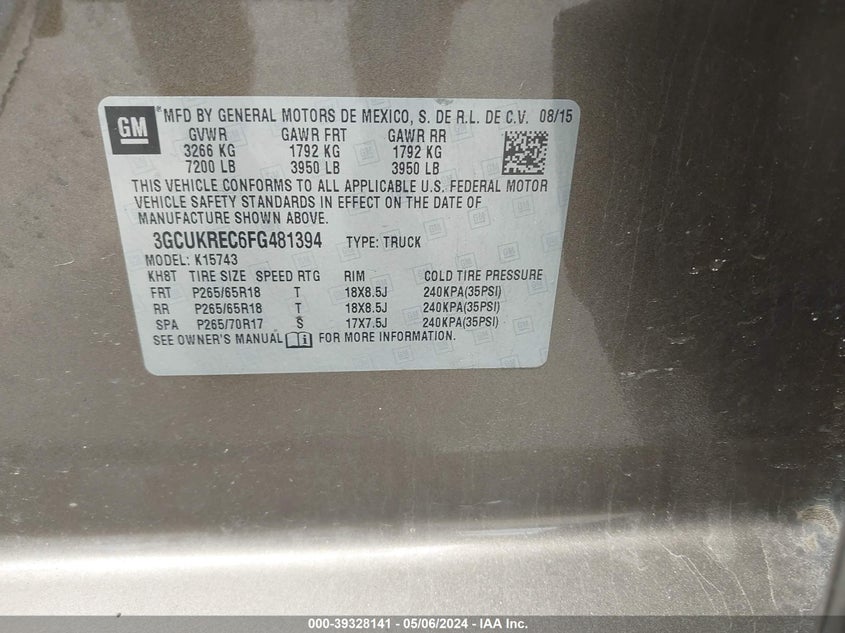 GM ® MFD BY GENERAL MOTORS DE MEXICO, S. DE R.L. DE C.V. 08/15
GVWR GAWR FRT GAWR RR
3266 KG 1792 KG 1792 KG
7200 LB 3950 LB 3950 LB
THIS VEHICLE CONFORMS TO ALL APPLICABLE U.S. FEDERAL MOTOR
VEHICLE SAFETY STANDARDS IN EFFECT ON THE DATE OF
MANUFACTURE SHOWN ABOVE.
3GCUKREC6FG481394 TYPE: TRUCK
MODEL: K15743
KH8T TIRE SIZE SPEED RTG RIM COLD TIRE PRESSURE
FRT P265/65R18 T 18X8.5J 240KPA(35PSI)
RR P265/65R18 T 18X8.5J 240KPA(35PSI)
SPA P265/70R17 S 17X7.5J 240KPA(35PSI)
SEE OWNER'S MANUAL FOR MORE INFORMATION.
000-39328141 - 05/06/2024 - IAA Inc.